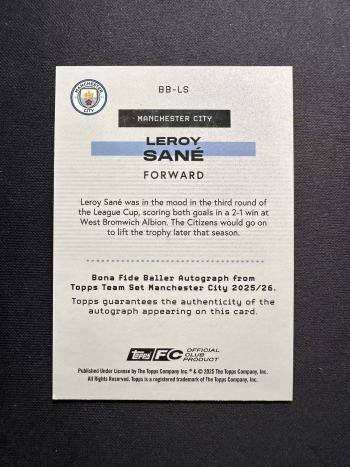 MANCHESTER
CITY
BB-LS
MANCHESTER CITY
LEROY
SANÉ
FORWARD
Leroy Sané was in the mood in the third round of
the League Cup, scoring both goals in a 2-1 win at
West Bromwich Albion. The Citizens would go on
to lift the trophy later that season.
Bona Fide Baller Autograph from
Topps Team Set Manchester City 2025/26.
Topps guarantees the authenticity of the
autograph appearing on this card.
Topps FC OFFICIAL
CLUB
PRODUCT
Published Under License by The Topps Company, Inc. ® & © 2025 The Topps Company, Inc.
All Rights Reserved. Topps is a registered trademark of The Topps Company, Inc.